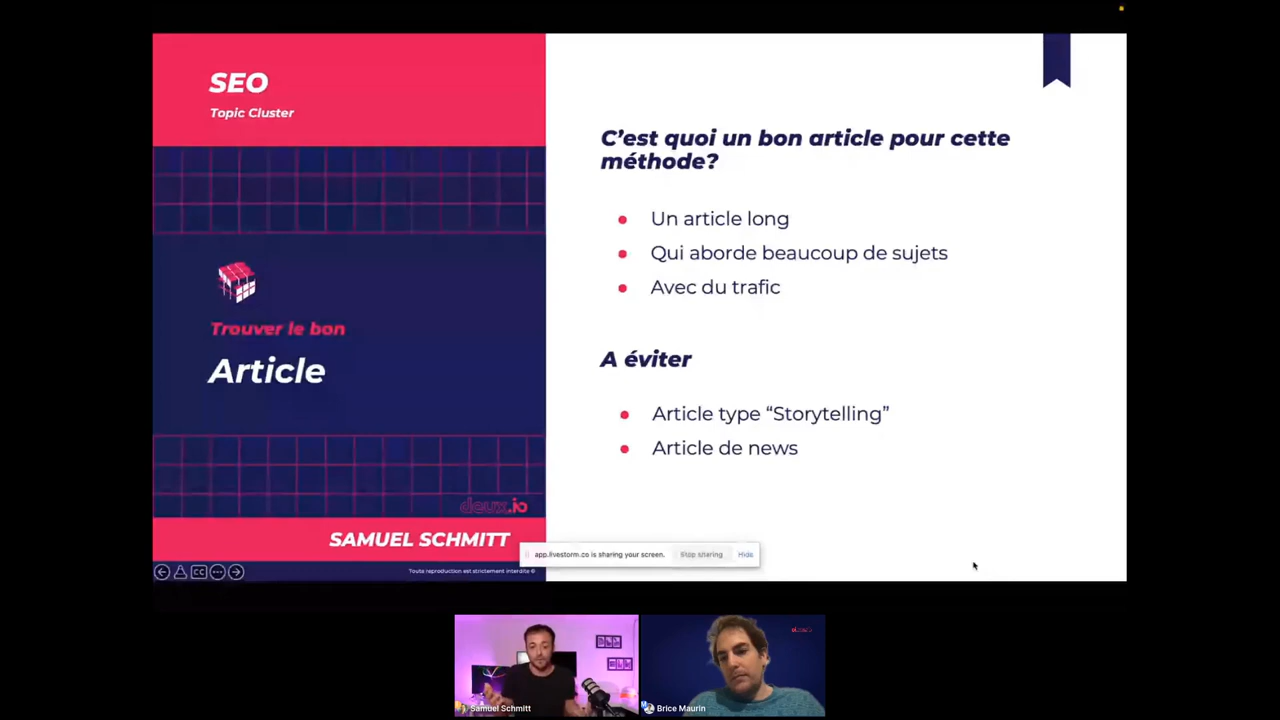 SEO
Topic Cluster
C'est quoi un bon article pour cette
méthode?
Un article long
Qui aborde beaucoup de sujets
Avec du trafic
Trouver le bon
Article
A éviter
Article type “Storytelling”
Article de news
deux.io
SAMUEL SCHMITT
app.livestorm.co is sharing your screen.
Stop sharing
Hide
CC
Toute reproduction est strictement interdite ©
Samuel Schmitt
Brice Maurin